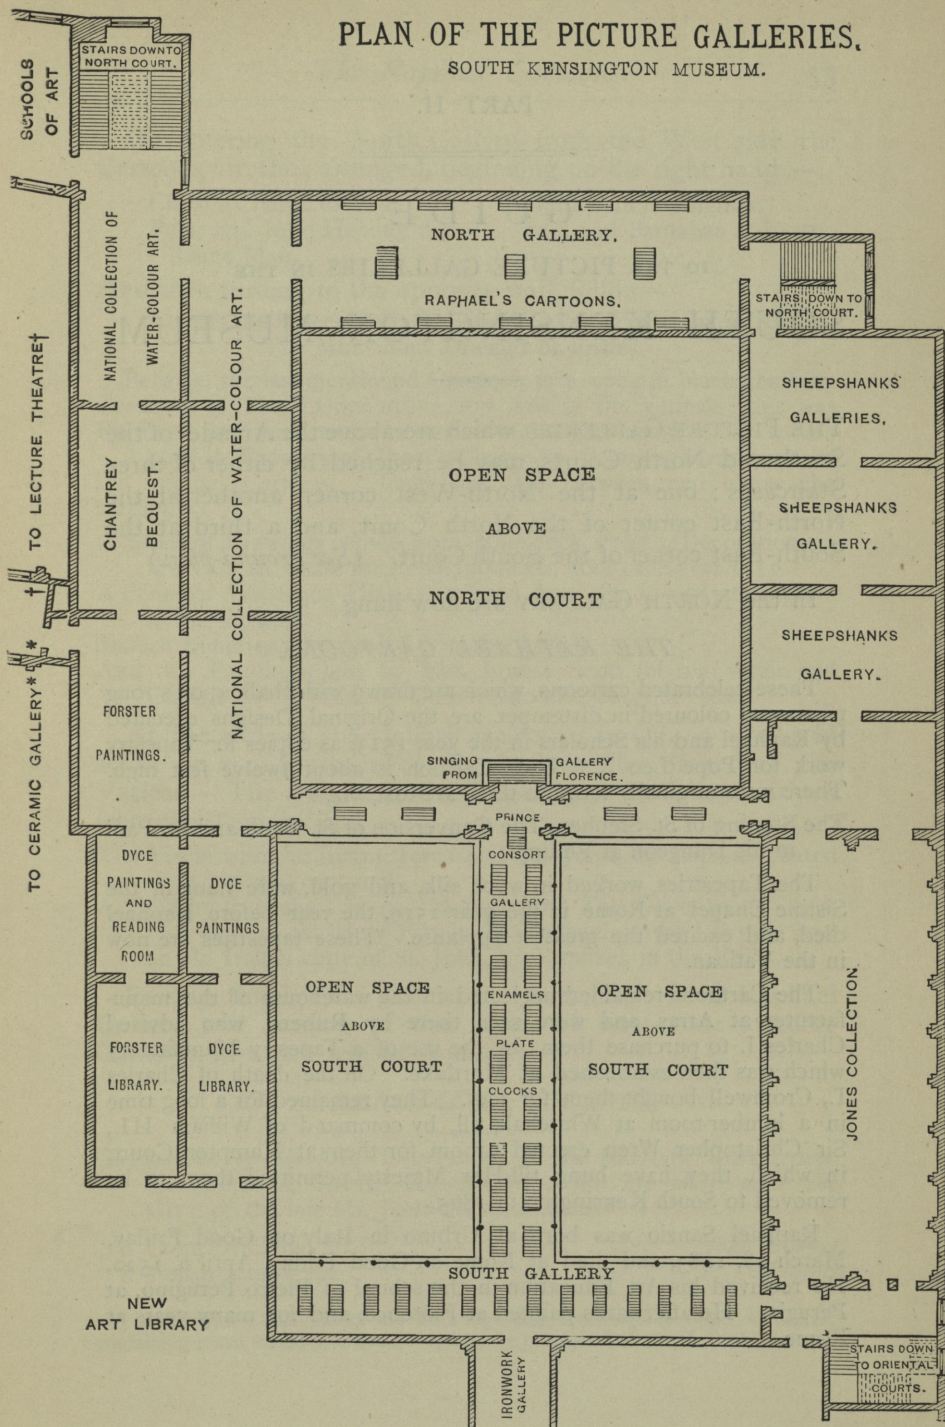 PLAN OF THE PICTURE GALLERIES.
SOUTH KENSINGTON MUSEUM.
SCHOOLS
OF ART
STAIRS DOWN TO
NORTH COURT.
NATIONAL COLLECTION OF
WATER-COLOUR ART.
NORTH GALLERY.
RAPHAEL'S CARTOONS.
STAIRS DOWN TO
NORTH COURT.
TO LECTURE THEATRE†
†
CHANTREY
BEQUEST.
NATIONAL COLLECTION OF WATER-COLOUR ART.
OPEN SPACE
ABOVE
NORTH COURT
SHEEPSHANKS
GALLERIES.
SHEEPSHANKS
GALLERY.
SHEEPSHANKS
GALLERY.
TO CERAMIC GALLERY**
**
FORSTER
PAINTINGS.
SINGING GALLERY
FROM FLORENCE.
PRINCE
CONSORT
GALLERY
ENAMELS
PLATE
CLOCKS
DYCE
PAINTINGS
AND
READING
ROOM
DYCE
PAINTINGS
FORSTER
LIBRARY.
DYCE
LIBRARY.
OPEN SPACE
ABOVE
SOUTH COURT
OPEN SPACE
ABOVE
SOUTH COURT
JONES COLLECTION
SOUTH GALLERY
NEW
ART LIBRARY
IRONWORK
GALLERY
STAIRS DOWN
TO ORIENTAL
COURTS.